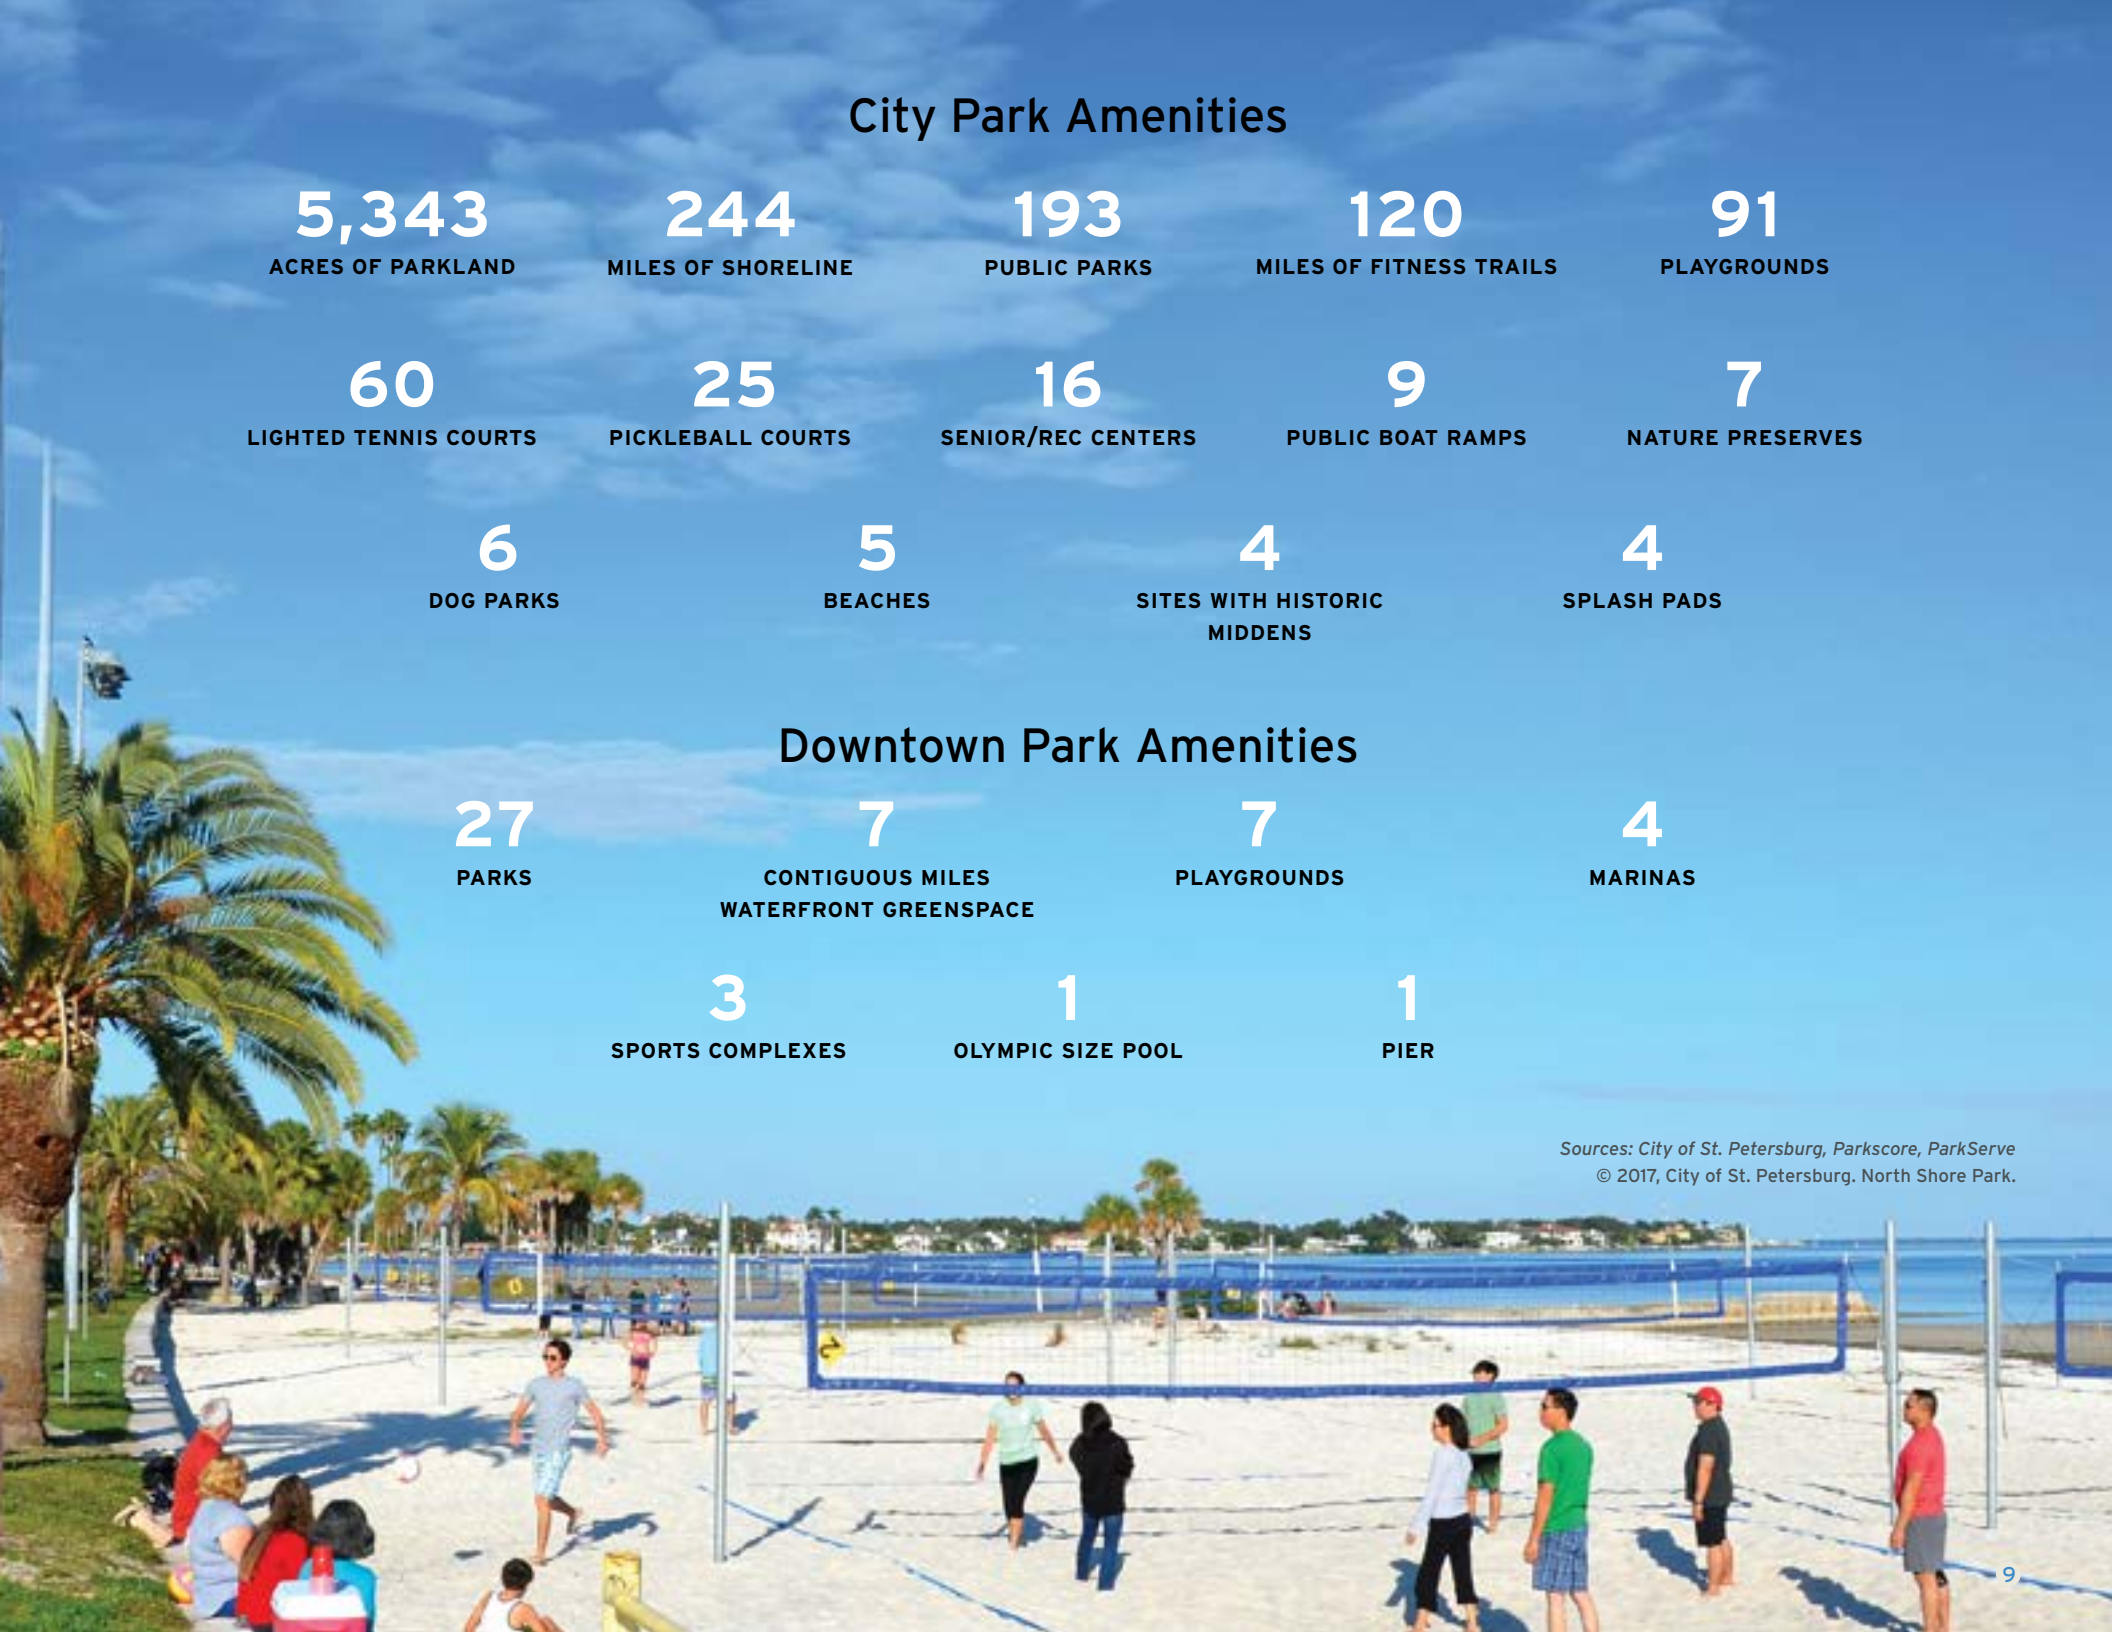 City Park Amenities
5,343 244 193 120 91
ACRES OF PARKLAND MILES OF SHORELINE PUBLIC PARKS MILES OF FITNESS TRAILS PLAYGROUNDS
60 25 16 9 7
LIGHTED TENNIS COURTS PICKLEBALL COURTS SENIOR/REC CENTERS PUBLIC BOAT RAMPS NATURE PRESERVES
6 5 4 4
DOG PARKS BEACHES SITES WITH HISTORIC SPLASH PADS
MIDDENS
Downtown Park Amenities
27 7 7 4
PARKS CONTIGUOUS MILES PLAYGROUNDS MARINAS
WATERFRONT GREENSPACE
3 1 1
SPORTS COMPLEXES OLYMPIC SIZE POOL PIER
Sources: City of St. Petersburg, Parkscore, ParkServe
© 2017, City of St. Petersburg. North Shore Park.
9